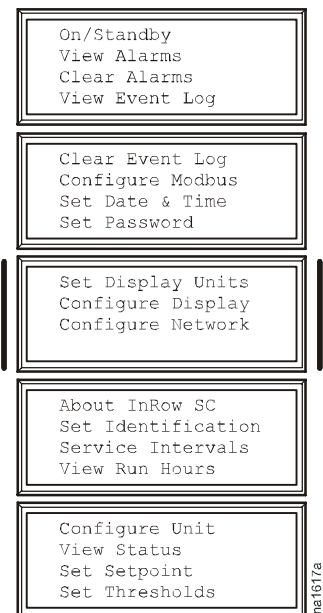 On/Standby
View Alarms
Clear Alarms
View Event Log
Clear Event Log
Configure Modbus
Set Date & Time
Set Password
Set Display Units
Configure Display
Configure Network
About InRow SC
Set Identification
Service Intervals
View Run Hours
Configure Unit
View Status
Set Setpoint
Set Thresholds
na1617a